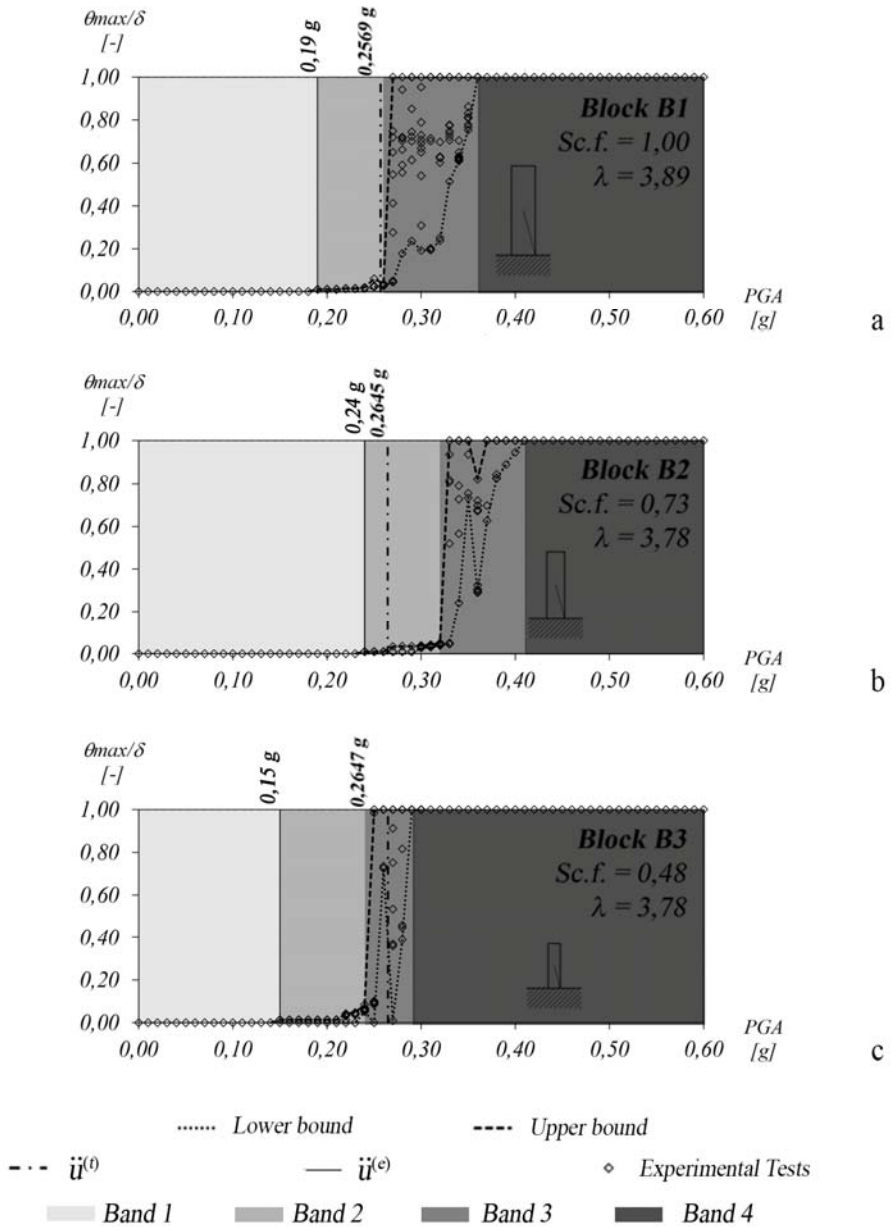 θmax/δ
[-]
0,19 g
0,2569 g
1,00
0,80
0,60
0,40
0,20
0,00
Block B1
Sc.f. = 1,00
λ = 3,89
0,00 0,10 0,20 0,30 0,40 0,50 0,60
PGA
[g]
a
θmax/δ
[-]
0,24 g
0,2645 g
1,00
0,80
0,60
0,40
0,20
0,00
Block B2
Sc.f. = 0,73
λ = 3,78
0,00 0,10 0,20 0,30 0,40 0,50 0,60
PGA
[g]
b
θmax/δ
[-]
0,15 g
0,2647 g
1,00
0,80
0,60
0,40
0,20
0,00
Block B3
Sc.f. = 0,48
λ = 3,78
0,00 0,10 0,20 0,30 0,40 0,50 0,60
PGA
[g]
c
Lower bound Upper bound
ü(t) ü(e) Experimental Tests
Band 1 Band 2 Band 3 Band 4